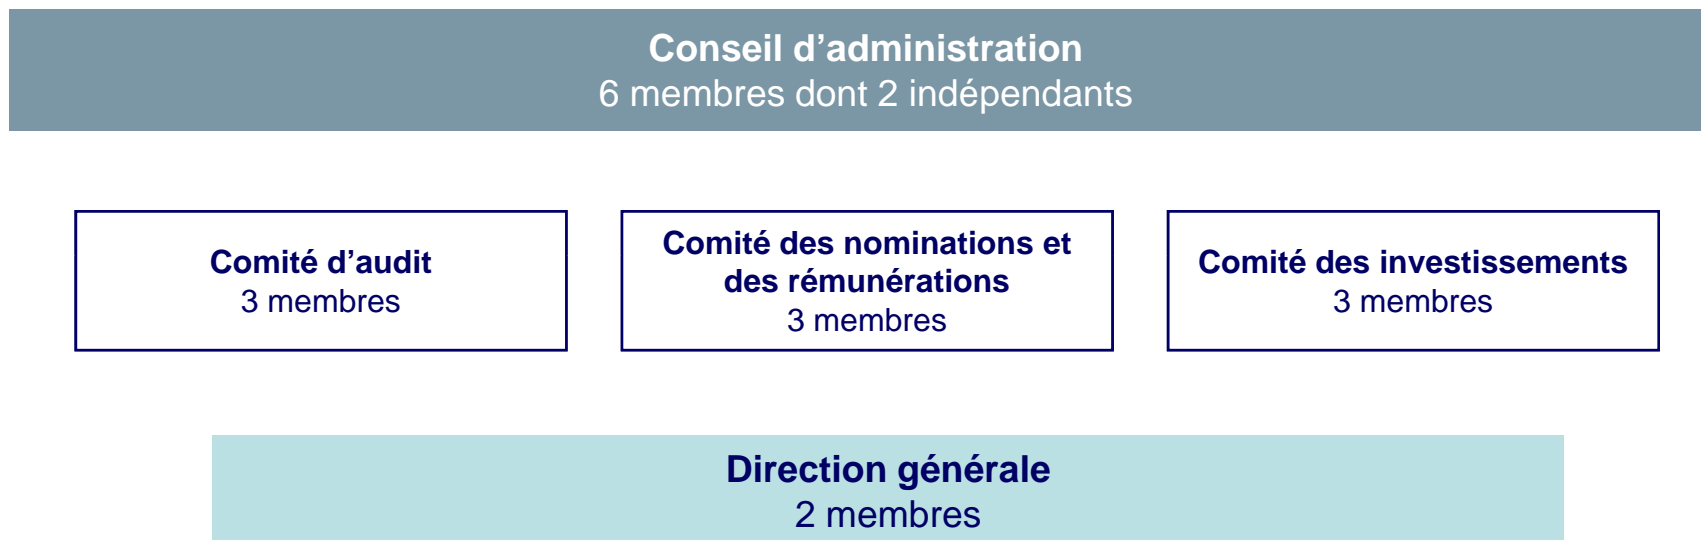 Conseil d’administration
6 membres dont 2 indépendants
Comité d’audit
3 membres
Comité des nominations et
des rémunérations
3 membres
Comité des investissements
3 membres
Direction générale
2 membres